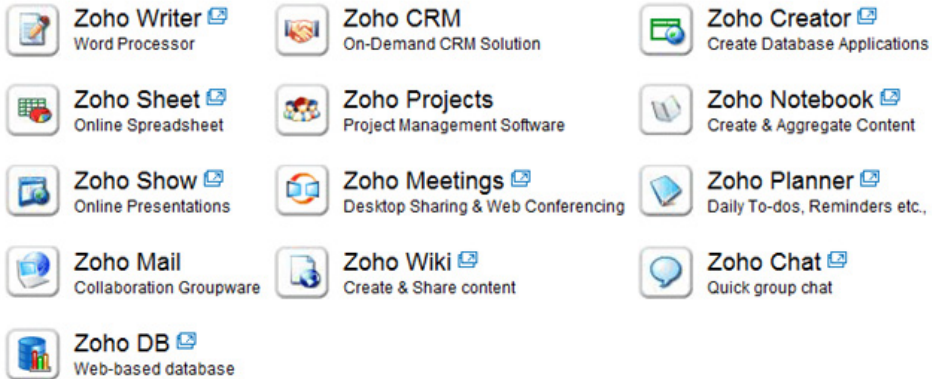 Zoho Writer
Word Processor
Zoho CRM
On-Demand CRM Solution
Zoho Creator
Create Database Applications
Zoho Sheet
Online Spreadsheet
Zoho Projects
Project Management Software
Zoho Notebook
Create & Aggregate Content
Zoho Show
Online Presentations
Zoho Meetings
Desktop Sharing & Web Conferencing
Zoho Planner
Daily To-dos, Reminders etc.,
Zoho Mail
Collaboration Groupware
Zoho Wiki
Create & Share content
Zoho Chat
Quick group chat
Zoho DB
Web-based database